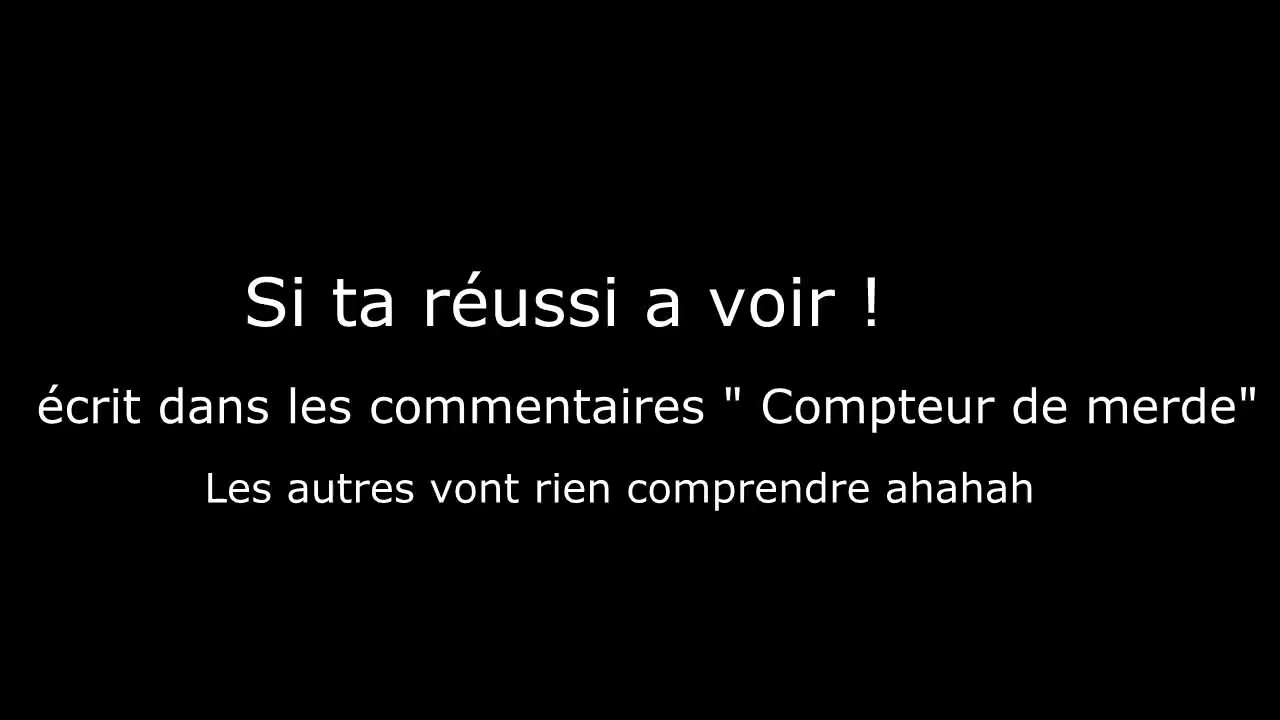 Si ta réussi a voir !
écrit dans les commentaires " Compteur de merde"
Les autres vont rien comprendre ahahah